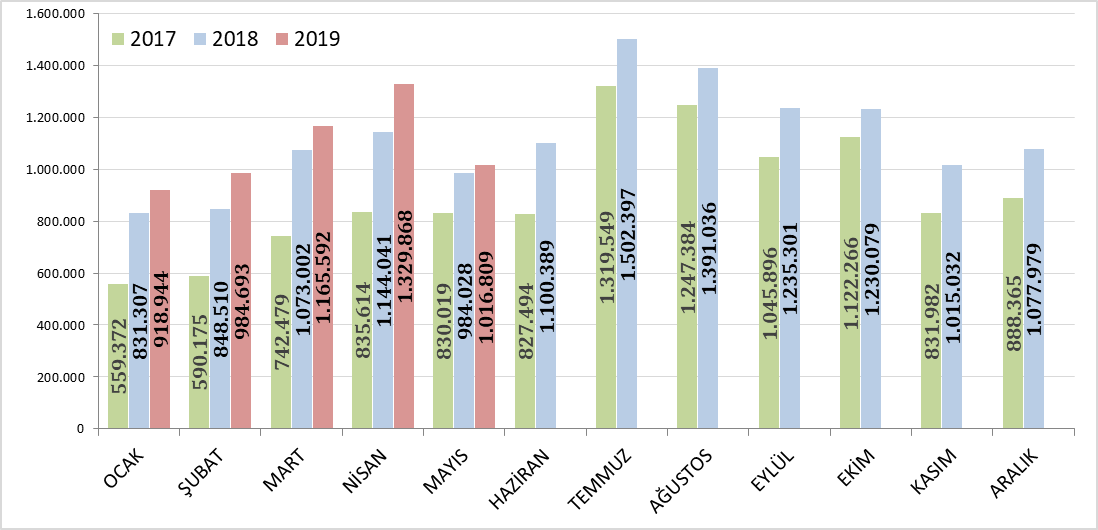 1.600.000
1.400.000
1.200.000
1.000.000
800.000
600.000
400.000
200.000
0
2017 2018 2019
559.372 831.307 918.944
590.175 848.510 984.693
742.479 1.073.002 1.165.592
835.614 1.144.041 1.329.868
830.019 984.028 1.016.809
827.494 1.100.389
1.319.549 1.502.397
1.247.384 1.391.036
1.045.896 1.235.301
1.122.266 1.230.079
831.982 1.015.032
888.365 1.077.979
OCAK
ŞUBAT
MART
NİSAN
MAYIS
HAZİRAN
TEMMUZ
AĞUSTOS
EYLÜL
EKİM
KASIM
ARALIK